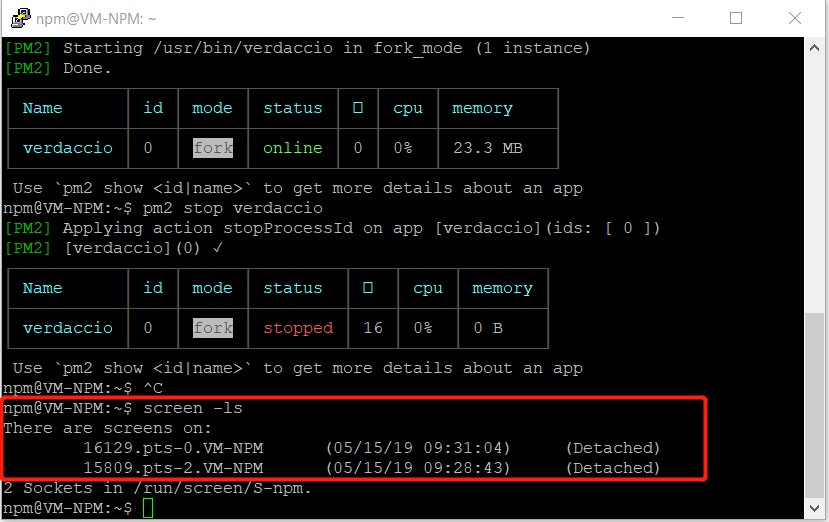 npm@VM-NPM: ~
[PM2] Starting /usr/bin/verdaccio in fork_mode (1 instance)
[PM2] Done.
Name id mode status cpu memory
verdaccio 0 fork online 0 0% 23.3 MB
Use `pm2 show <id|name>` to get more details about an app
npm@VM-NPM:~$ pm2 stop verdaccio
[PM2] Applying action stopProcessId on app [verdaccio](ids: [ 0 ])
[PM2] [verdaccio](0) ✓
Name id mode status cpu memory
verdaccio 0 fork stopped 16 0% 0 B
Use `pm2 show <id|name>` to get more details about an app
npm@VM-NPM:~$ ^C
npm@VM-NPM:~$ screen -ls
There are screens on:
16129.pts-0.VM-NPM (05/15/19 09:31:04) (Detached)
15809.pts-2.VM-NPM (05/15/19 09:28:43) (Detached)
2 Sockets in /run/screen/S-npm.
npm@VM-NPM:~$